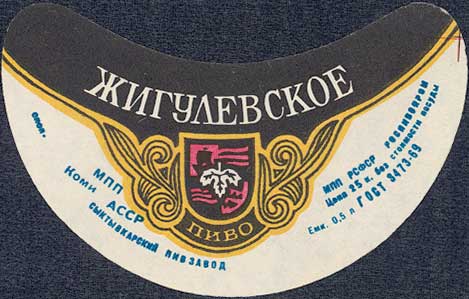 ЖИГУЛЕВСКОЕ
ПИВО
МПП
Коми АССР
СЫКТЫВКАРСКИЙ ПИВЗАВОД
РОСПИВОПРОМ
МПП РСФСР
Цена 25 к. без стоимости посуды
Емк. 0,5 л ГОСТ 3473-69